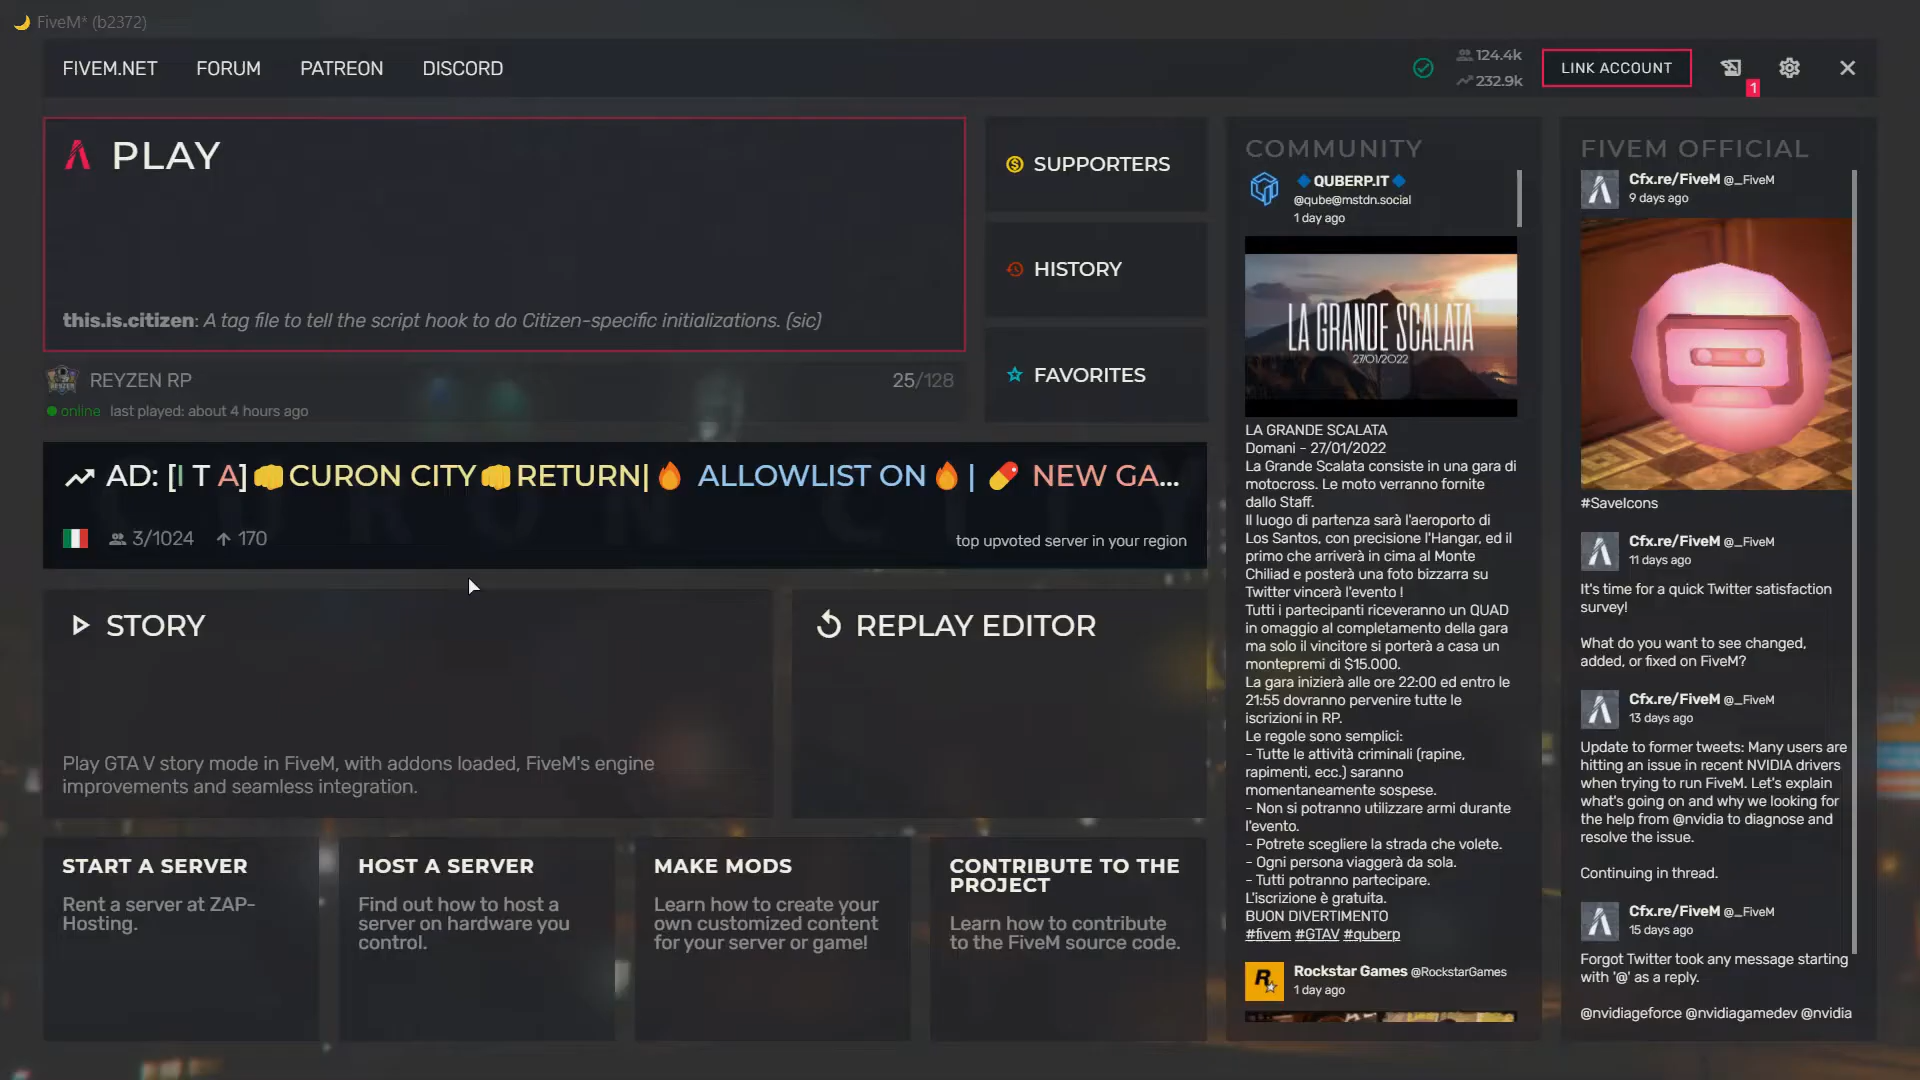 FiveM* (b2372)
FIVEM.NET FORUM PATREON DISCORD
124.4k
232.9k
LINK ACCOUNT
1
PLAY
this.is.citizen: A tag file to tell the script hook to do Citizen-specific initializations. (sic)
REYZEN RP 25/128
online last played: about 4 hours ago
SUPPORTERS
HISTORY
FAVORITES
AD: [I T A]👊CURON CITY👊RETURN|🔥 ALLOWLIST ON🔥| 💊 NEW GA...
3/1024 170
top upvoted server in your region
STORY
Play GTA V story mode in FiveM, with addons loaded, FiveM's engine
improvements and seamless integration.
REPLAY EDITOR
START A SERVER
Rent a server at ZAP-
Hosting.
HOST A SERVER
Find out how to host a
server on hardware you
control.
MAKE MODS
Learn how to create your
own customized content
for your server or game!
CONTRIBUTE TO THE
PROJECT
Learn how to contribute
to the FiveM source code.
COMMUNITY
🔷QUBERP.IT🔷
@qube@mstdn.social
1 day ago
LA GRANDE SCALATA
27/01/2022
LA GRANDE SCALATA
Domani - 27/01/2022
La Grande Scalata consiste in una gara di
motocross. Le moto verranno fornite
dallo Staff.
Il luogo di partenza sarà l'aeroporto di
Los Santos, con precisione l'Hangar, ed il
primo che arriverà in cima al Monte
Chiliad e posterà una foto bizzarra su
Twitter vincerà l'evento !
Tutti i partecipanti riceveranno un QUAD
in omaggio al completamento della gara
ma solo il vincitore si porterà a casa un
montepremi di $15.000.
La gara inizierà alle ore 22:00 ed entro le
21:55 dovranno pervenire tutte le
iscrizioni in RP.
Le regole sono semplici:
- Tutte le attività criminali (rapine,
rapimenti, ecc.) saranno
momentaneamente sospese.
- Non si potranno utilizzare armi durante
l'evento.
- Potrete scegliere la strada che volete.
- Ogni persona viaggerà da sola.
- Tutti potranno partecipare.
L'iscrizione è gratuita.
BUON DIVERTIMENTO
#fivem #GTAV #quberp
Rockstar Games @RockstarGames
1 day ago
FIVEM OFFICIAL
Cfx.re/FiveM @_FiveM
9 days ago
#SaveIcons
Cfx.re/FiveM @_FiveM
11 days ago
It's time for a quick Twitter satisfaction
survey!
What do you want to see changed,
added, or fixed on FiveM?
Cfx.re/FiveM @_FiveM
13 days ago
Update to former tweets: Many users are
hitting an issue in recent NVIDIA drivers
when trying to run FiveM. Let's explain
what's going on and why we looking for
the help from @nvidia to diagnose and
resolve the issue.
Continuing in thread.
Cfx.re/FiveM @_FiveM
15 days ago
Forgot Twitter took any message starting
with '@' as a reply.
@nvidiageforce @nvidiagamedev @nvidia